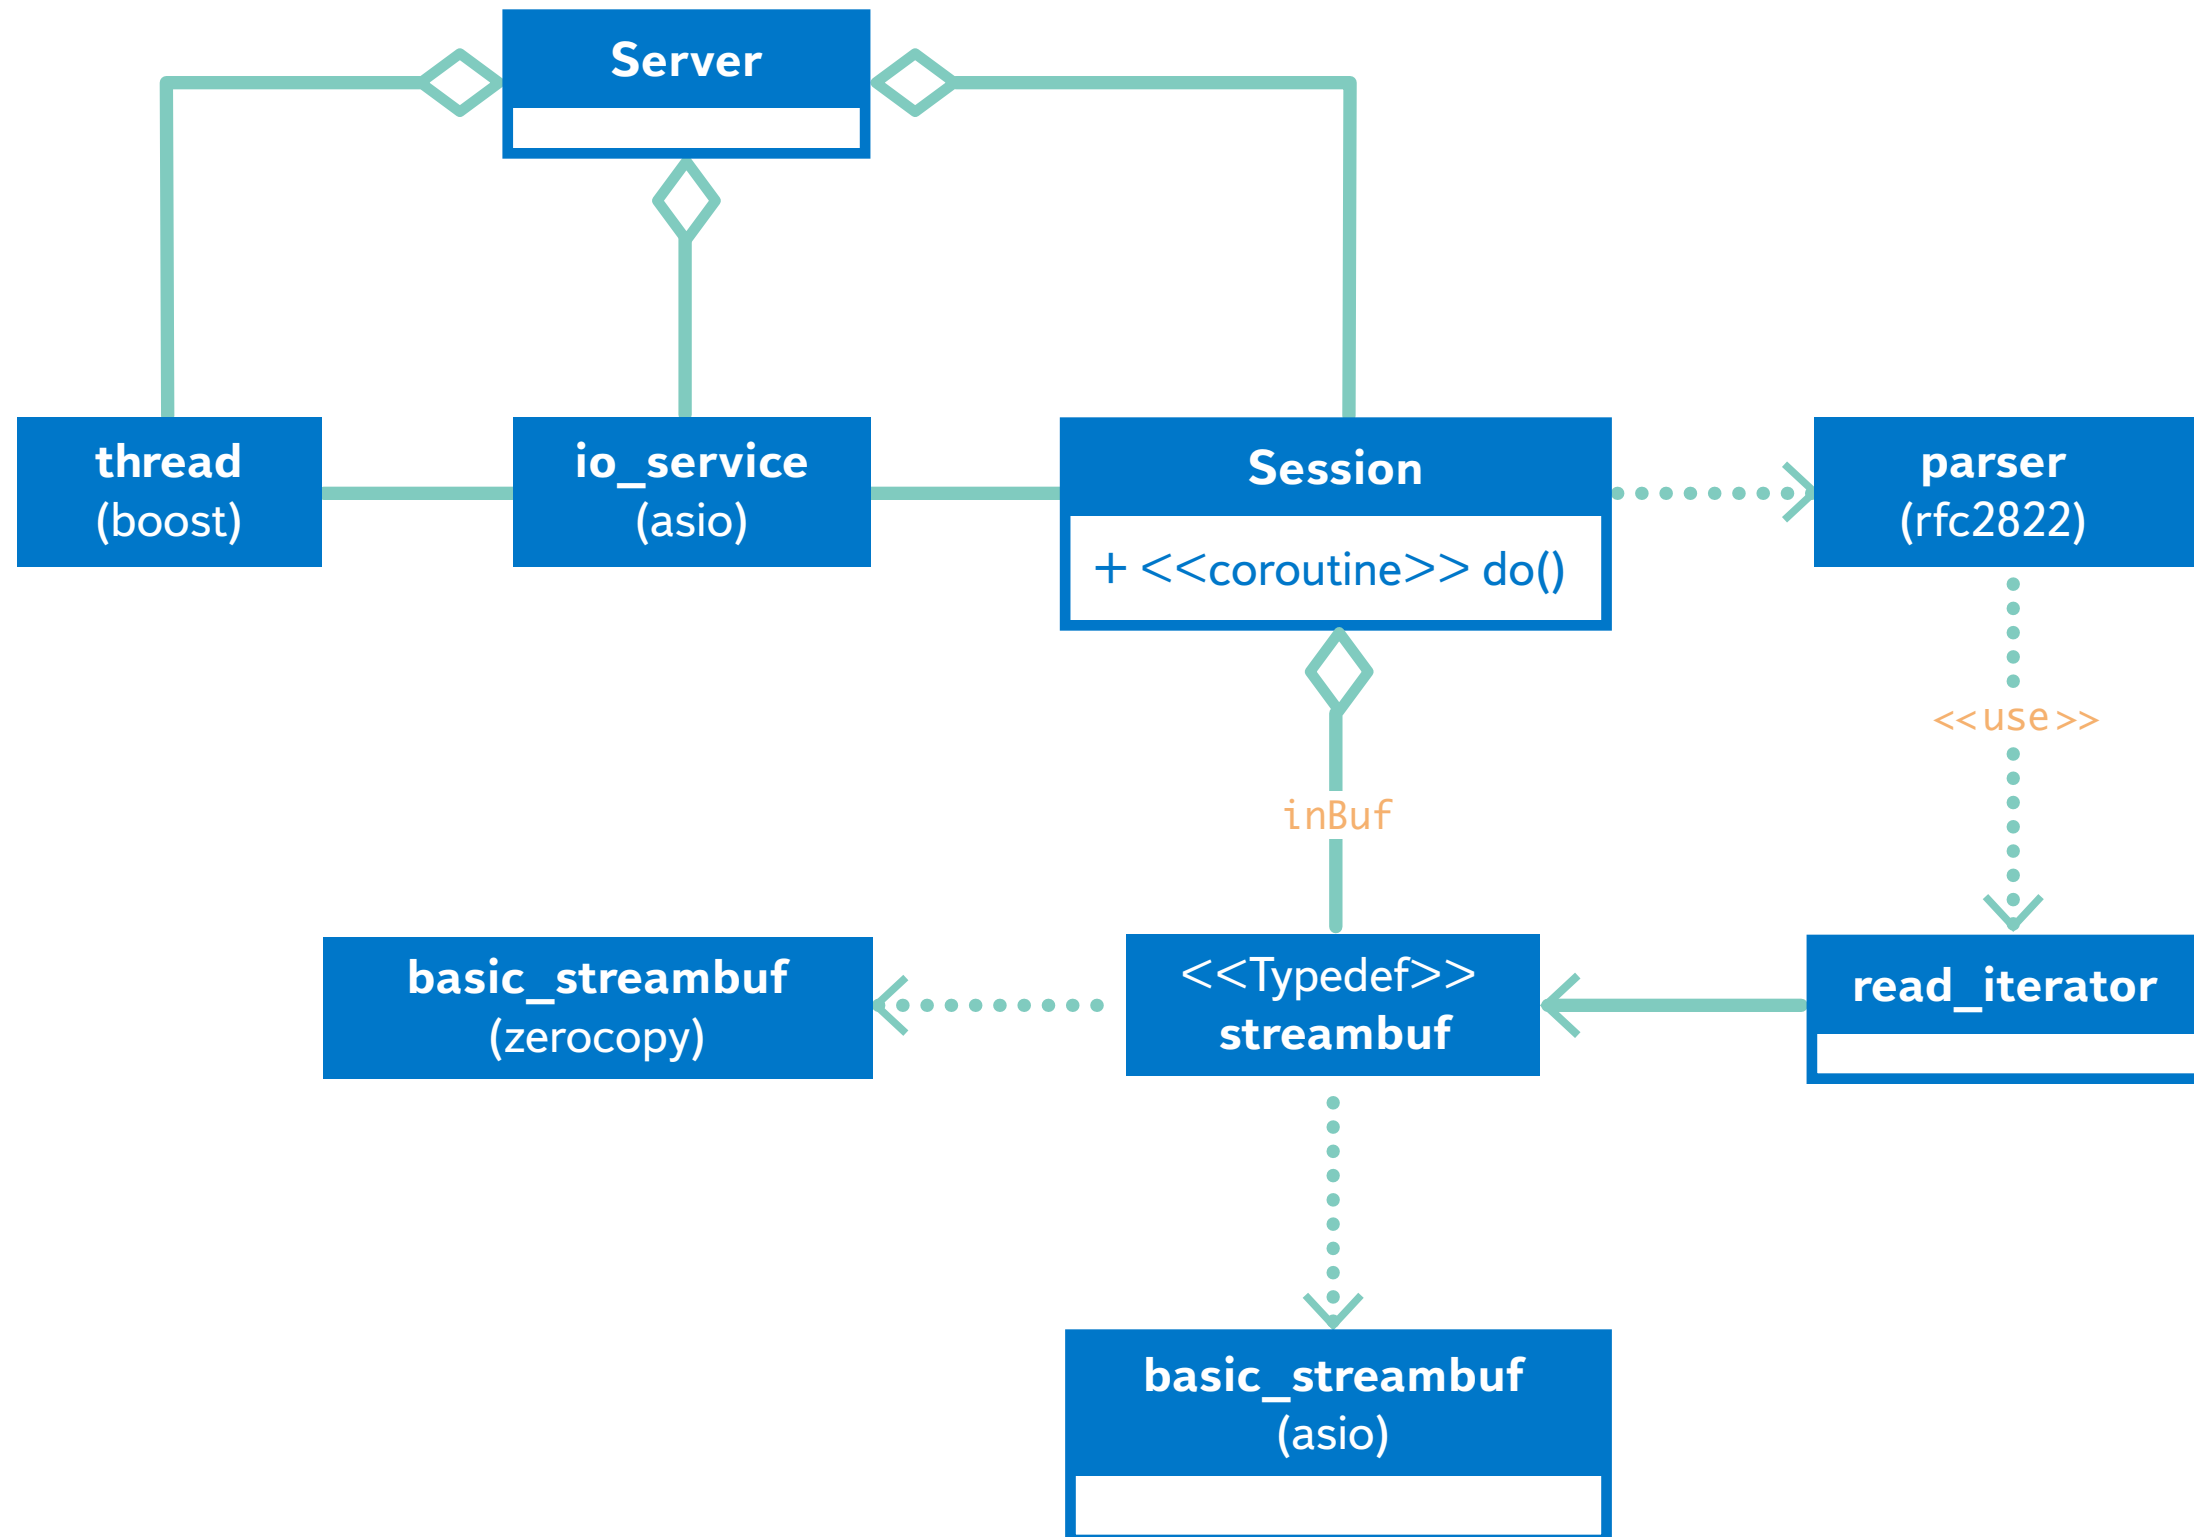 Server
thread
(boost)
io_service
(asio)
Session
+ <<coroutine>> do()
parser
(rfc2822)
<<use>>
inBuf
basic_streambuf
(zerocopy)
<<Typedef>>
streambuf
read_iterator
basic_streambuf
(asio)